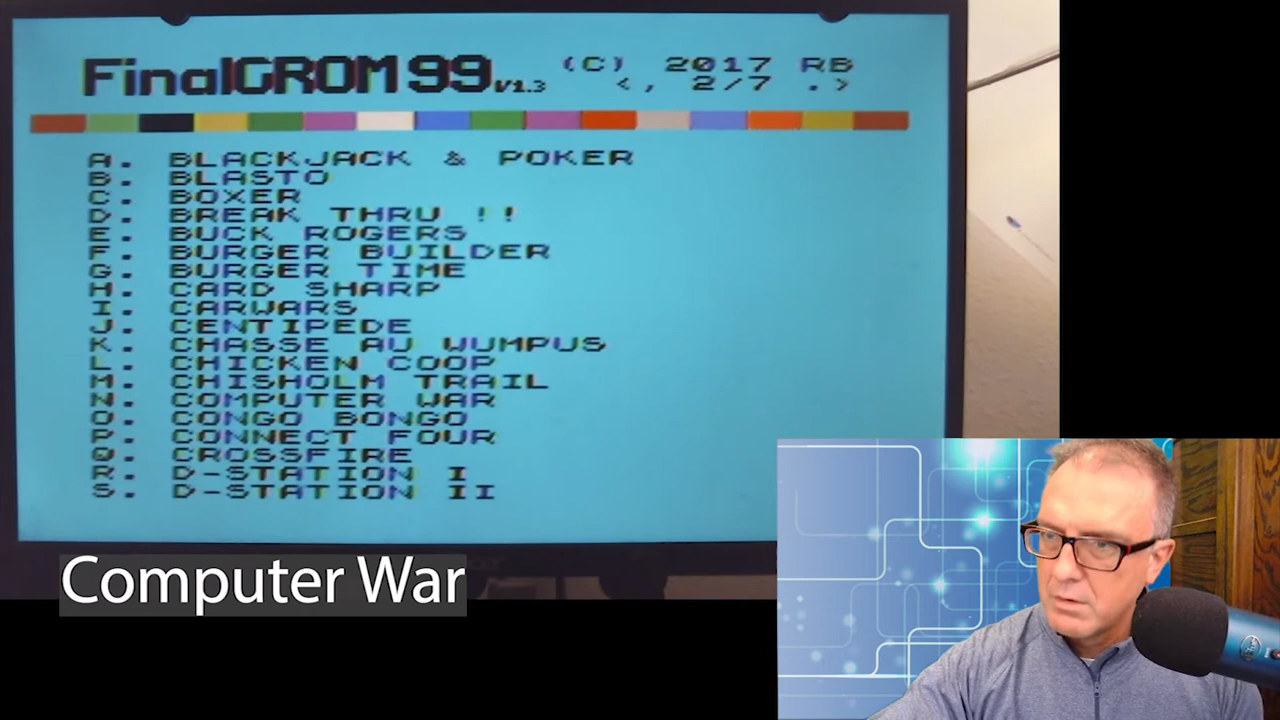 FinalGROM 99 V1.3 (C) 2017 RB
<, 2/7 .>
A. BLACKJACK & POKER
B. BLASTO
C. BOXER
D. BREAK THRU !!
E. BUCK ROGERS
F. BURGER BUILDER
G. BURGER TIME
H. CARD SHARP
I. CARWARS
J. CENTIPEDE
K. CHASSE AU WUMPUS
L. CHICKEN COOP
M. CHISHOLM TRAIL
N. COMPUTER WAR
O. CONGO BONGO
P. CONNECT FOUR
Q. CROSSFIRE
R. D-STATION I
S. D-STATION II
Computer War